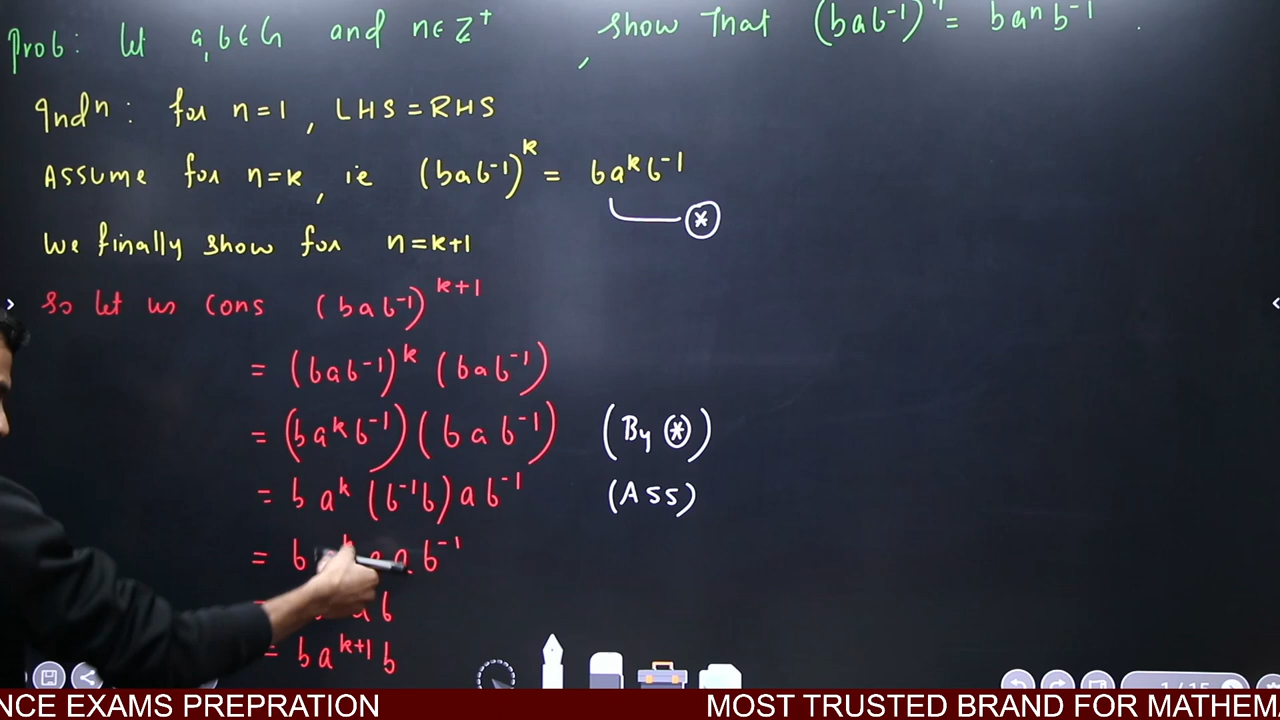 Prob: Let a,b∈G and n∈Z⁺, show that (bab⁻¹)ⁿ = baⁿb⁻¹.
Indⁿ: for n=1, LHS=RHS
Assume for n=k, ie (bab⁻¹)ᵏ = baᵏb⁻¹
⊛
We finally show for n=k+1
So let us cons (bab⁻¹)ᵏ⁺¹
= (bab⁻¹)ᵏ (bab⁻¹)
= (baᵏb⁻¹)(bab⁻¹) (By ⊛)
= baᵏ(b⁻¹b)ab⁻¹ (Ass)
= b b⁻¹
= b
= baᵏ⁺¹b
1/15
NCE EXAMS PREPRATION MOST TRUSTED BRAND FOR MATHEMA